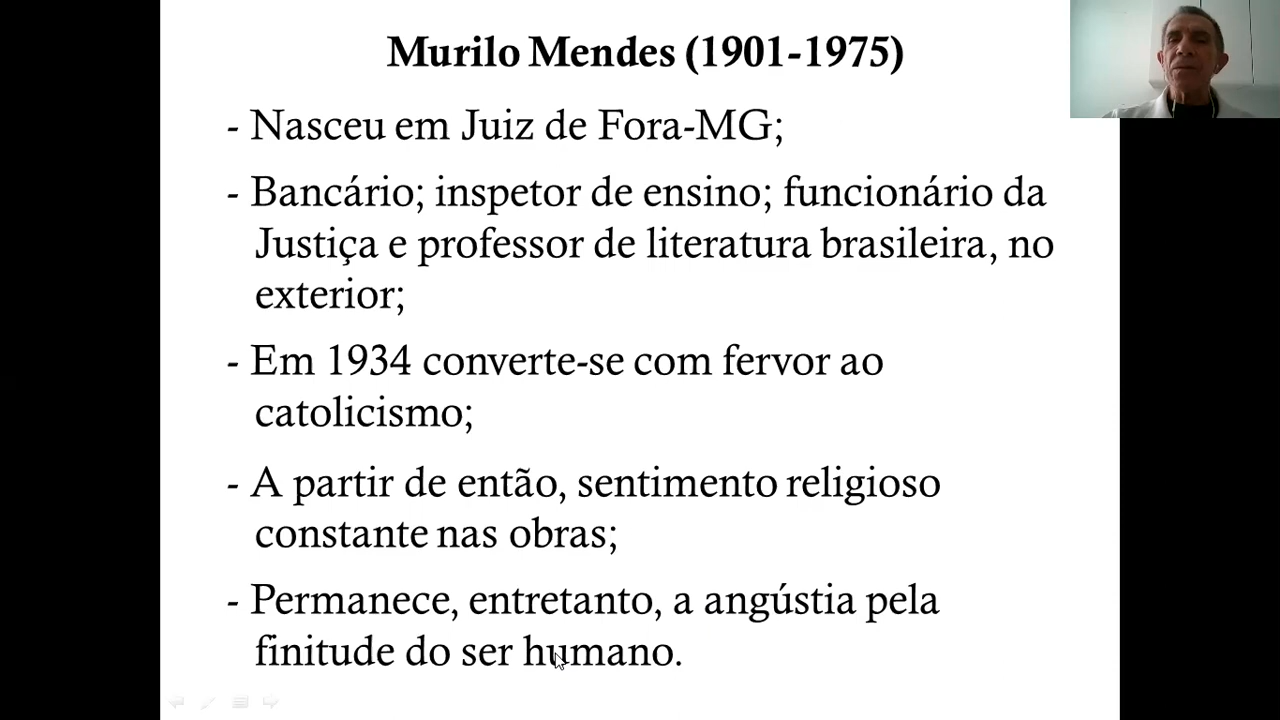 Murilo Mendes (1901-1975)
- Nasceu em Juiz de Fora-MG;
- Bancário; inspetor de ensino; funcionário da
Justiça e professor de literatura brasileira, no
exterior;
- Em 1934 converte-se com fervor ao
catolicismo;
- A partir de então, sentimento religioso
constante nas obras;
- Permanece, entretanto, a angústia pela
finitude do ser humano.